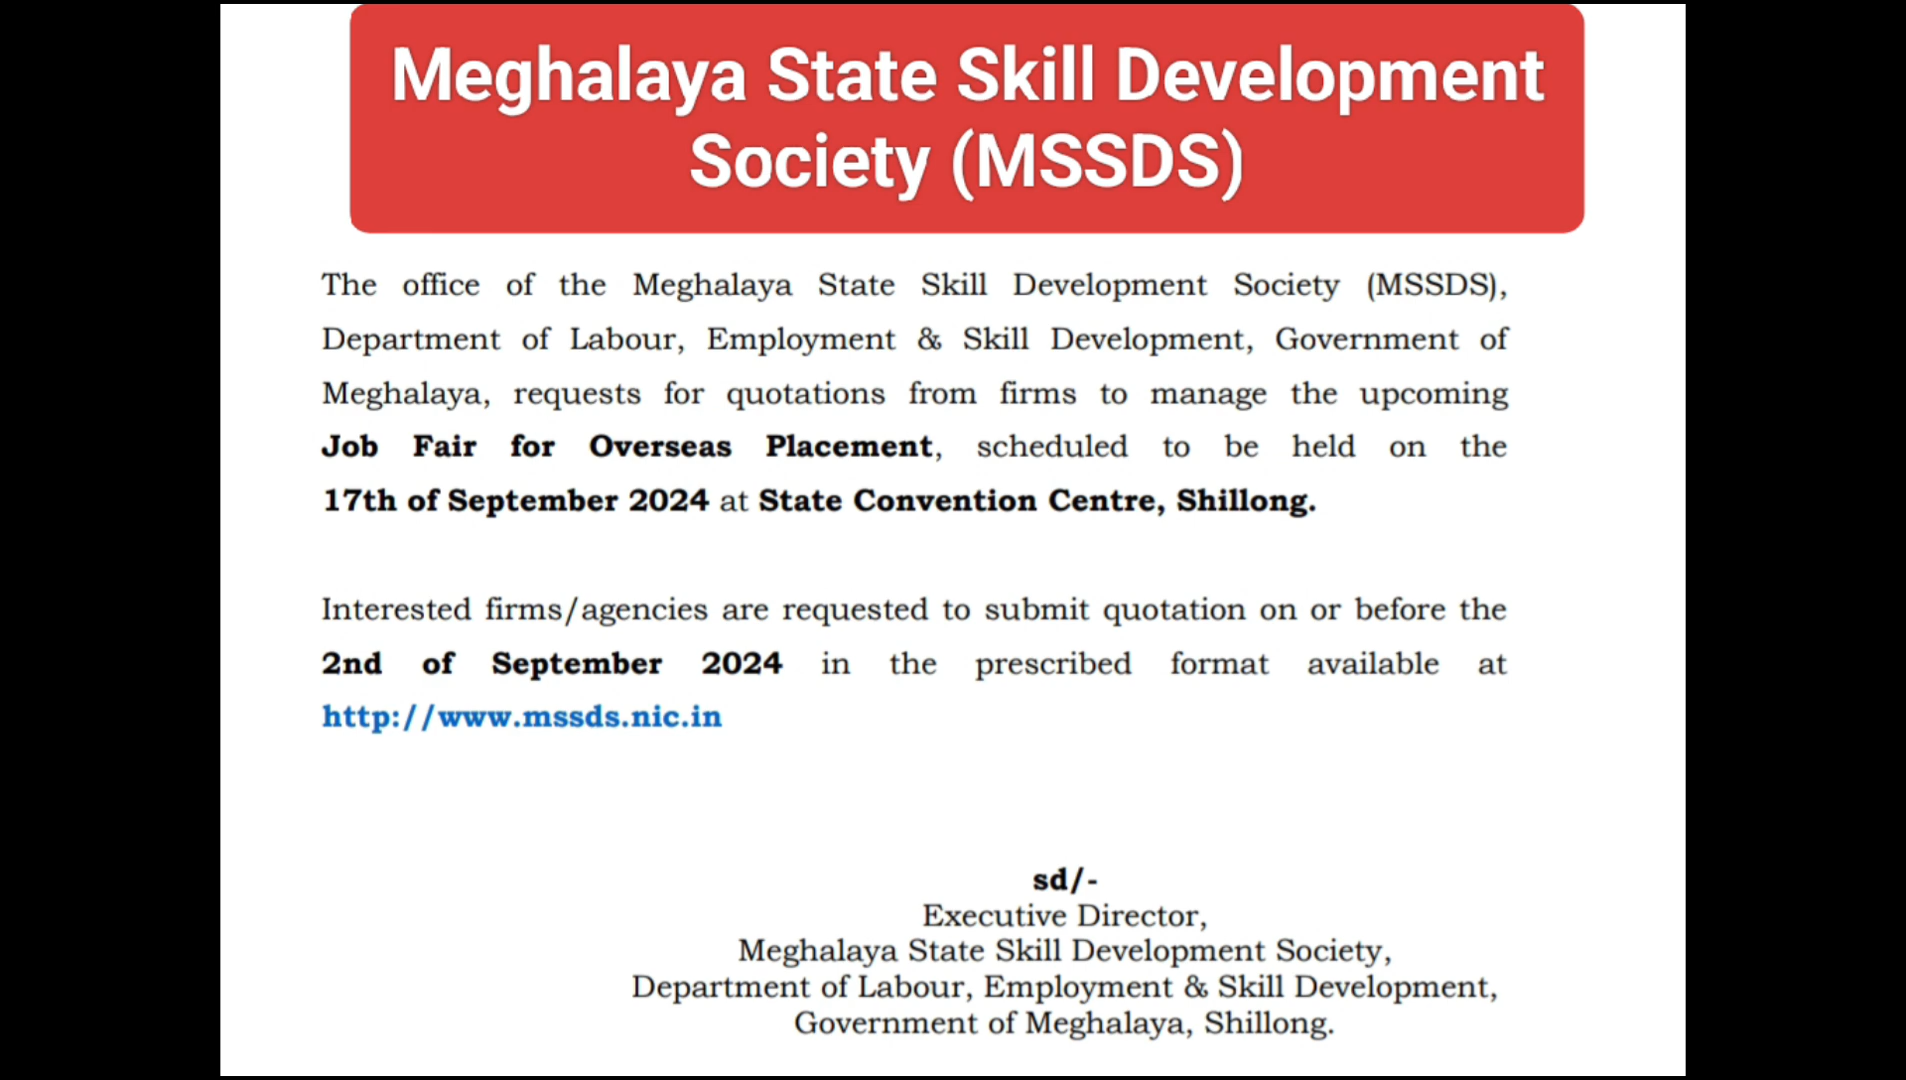 Meghalaya State Skill Development
Society (MSSDS)
The office of the Meghalaya State Skill Development Society (MSSDS),
Department of Labour, Employment & Skill Development, Government of
Meghalaya, requests for quotations from firms to manage the upcoming
Job Fair for Overseas Placement, scheduled to be held on the
17th of September 2024 at State Convention Centre, Shillong.
Interested firms/agencies are requested to submit quotation on or before the
2nd of September 2024 in the prescribed format available at
http://www.mssds.nic.in
sd/-
Executive Director,
Meghalaya State Skill Development Society,
Department of Labour, Employment & Skill Development,
Government of Meghalaya, Shillong.